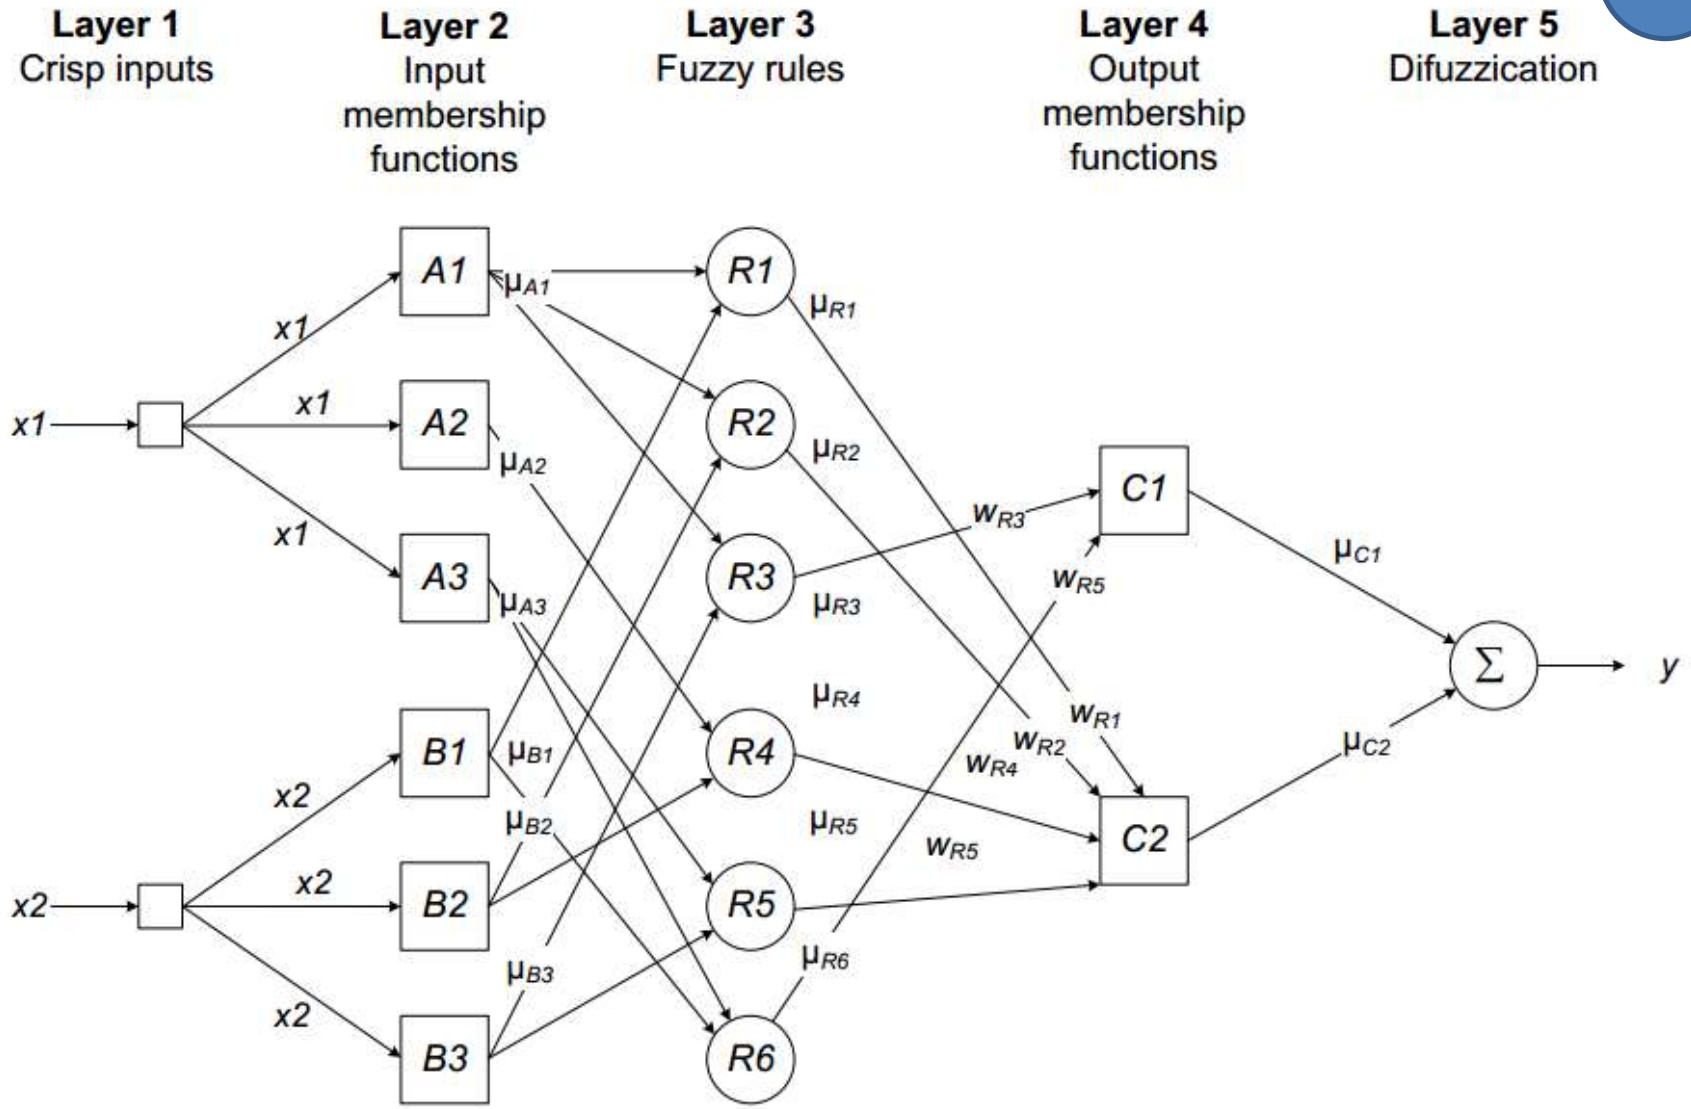 Layer 1
Crisp inputs
Layer 2
Input
membership
functions
Layer 3
Fuzzy rules
Layer 4
Output
membership
functions
Layer 5
Difuzzication
x1
x1
x1
x1
x2
x2
x2
x2
A1
A2
A3
B1
B2
B3
μA1
μA2
μA3
μB1
μB2
μB3
R1
R2
R3
R4
R5
R6
μR1
μR2
μR3
μR4
μR5
μR6
wR3
wR5
wR1
wR2
wR4
wR5
C1
C2
μC1
μC2
Σ
y